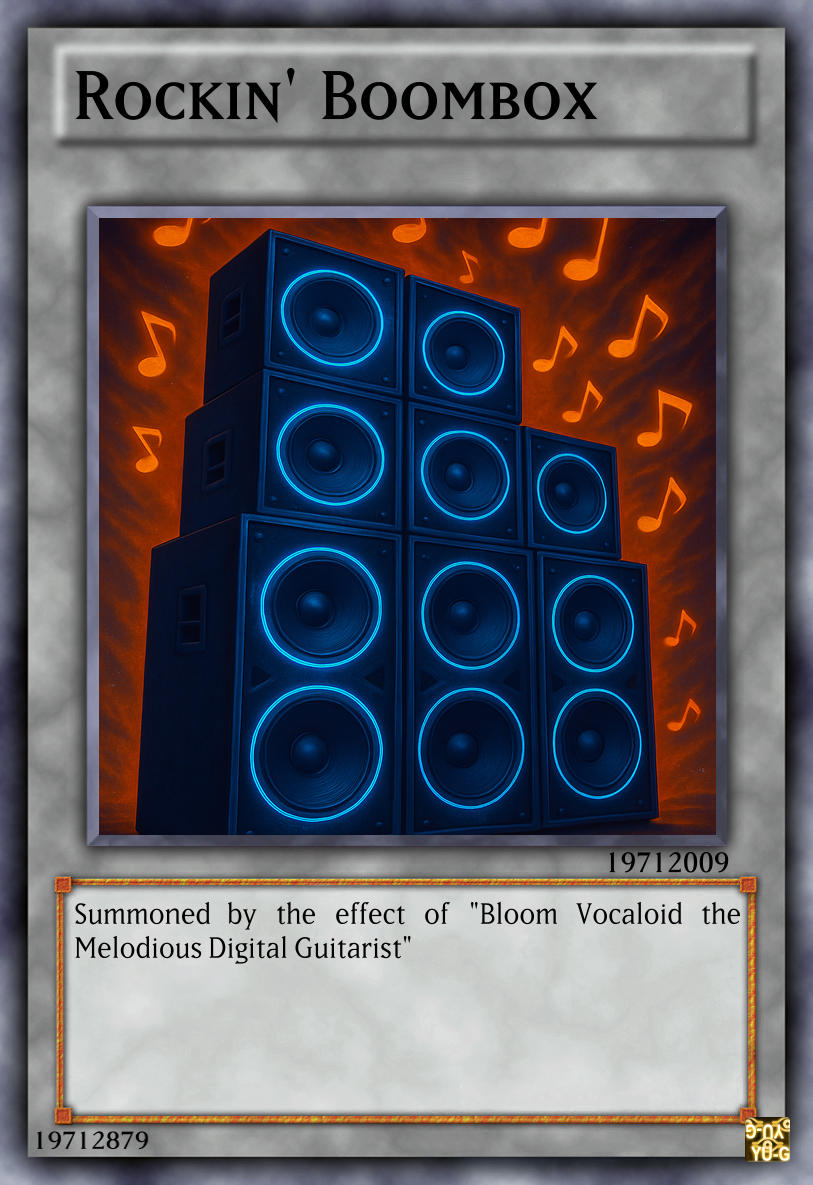 Rockin' Boombox
19712009
Summoned by the effect of "Bloom Vocaloid the
Melodious Digital Guitarist"
19712879